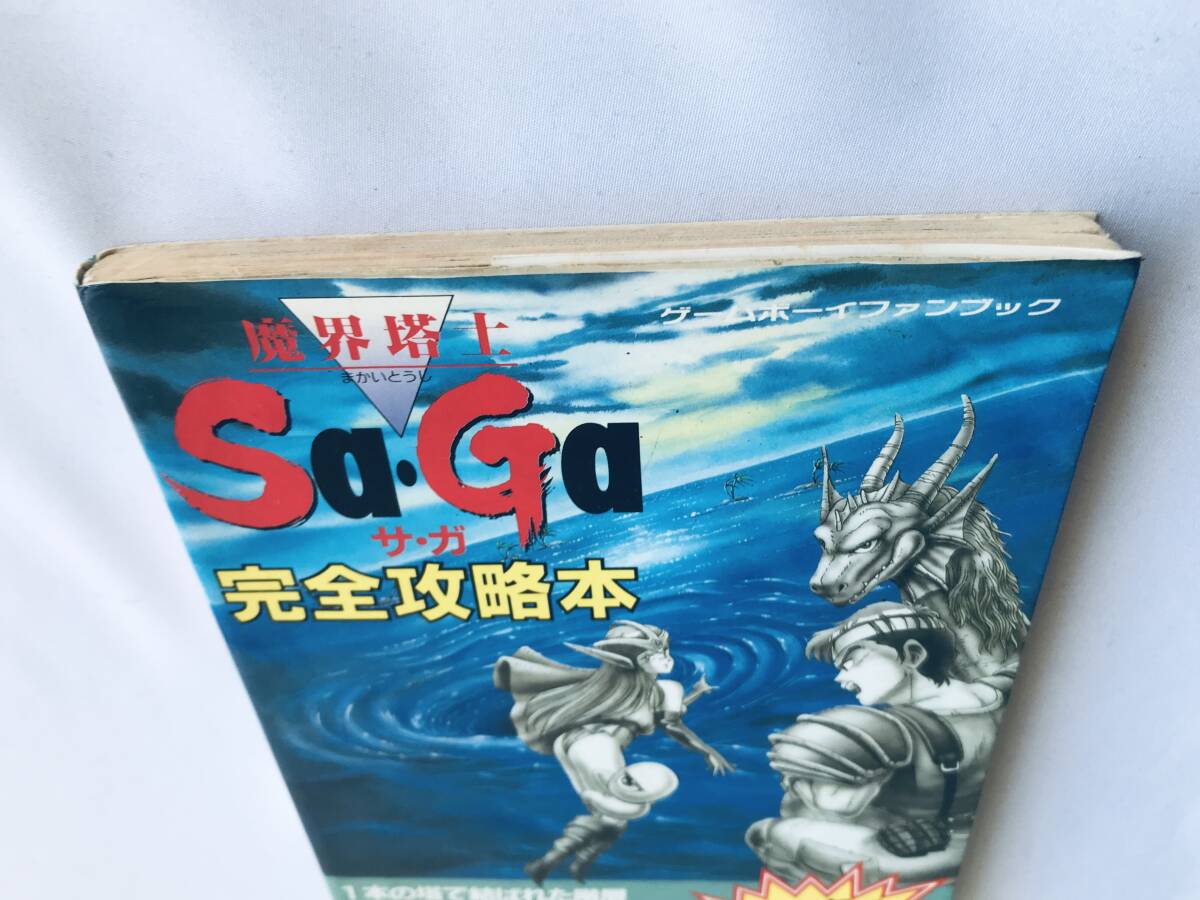 ゲームボーイファンブック
魔界塔士
まかいとうし
Sa・Ga
サ・ガ
完全攻略本
1本の塔で結ばれた階層